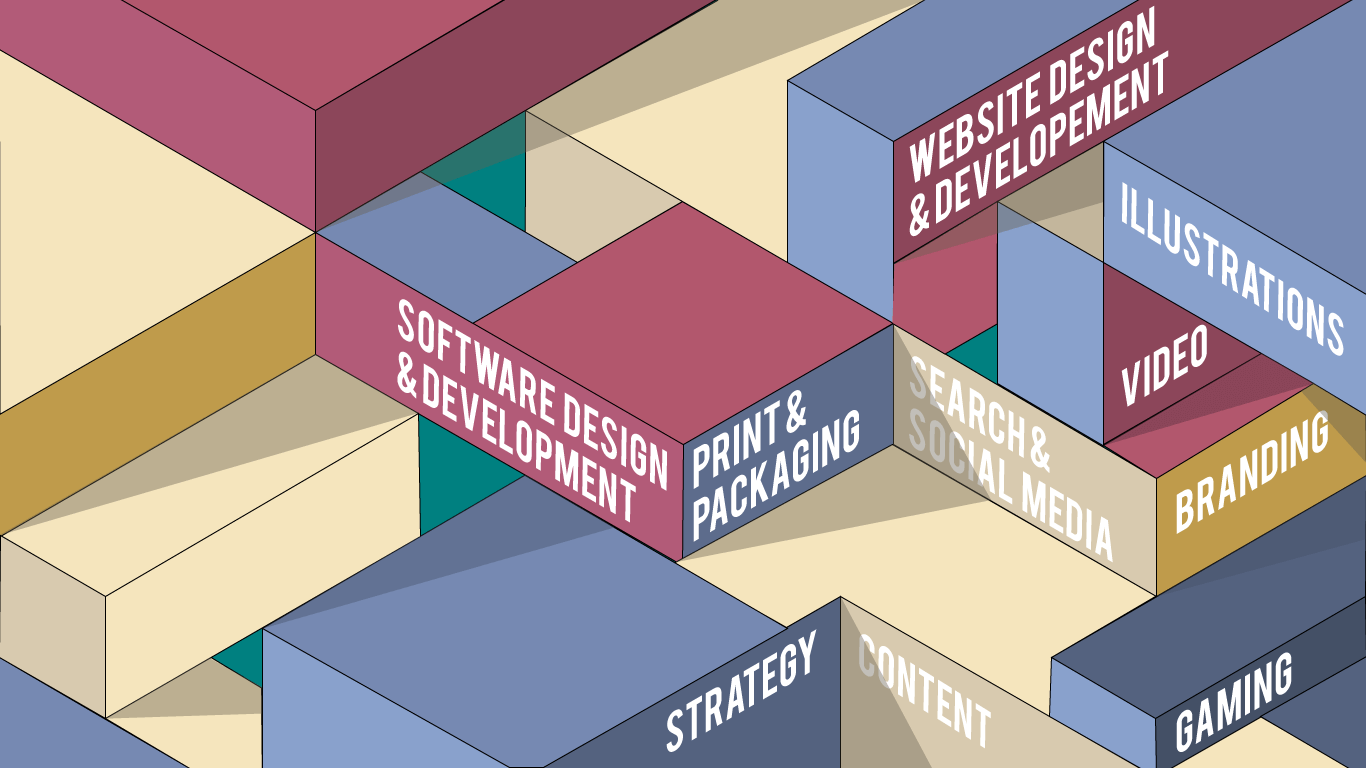 WEBSITE DESIGN
& DEVELOPEMENT
ILLUSTRATIONS
VIDEO
SOFTWARE DESIGN
& DEVELOPMENT
PRINT &
PACKAGING
SEARCH &
SOCIAL MEDIA
BRANDING
STRATEGY
CONTENT
GAMING